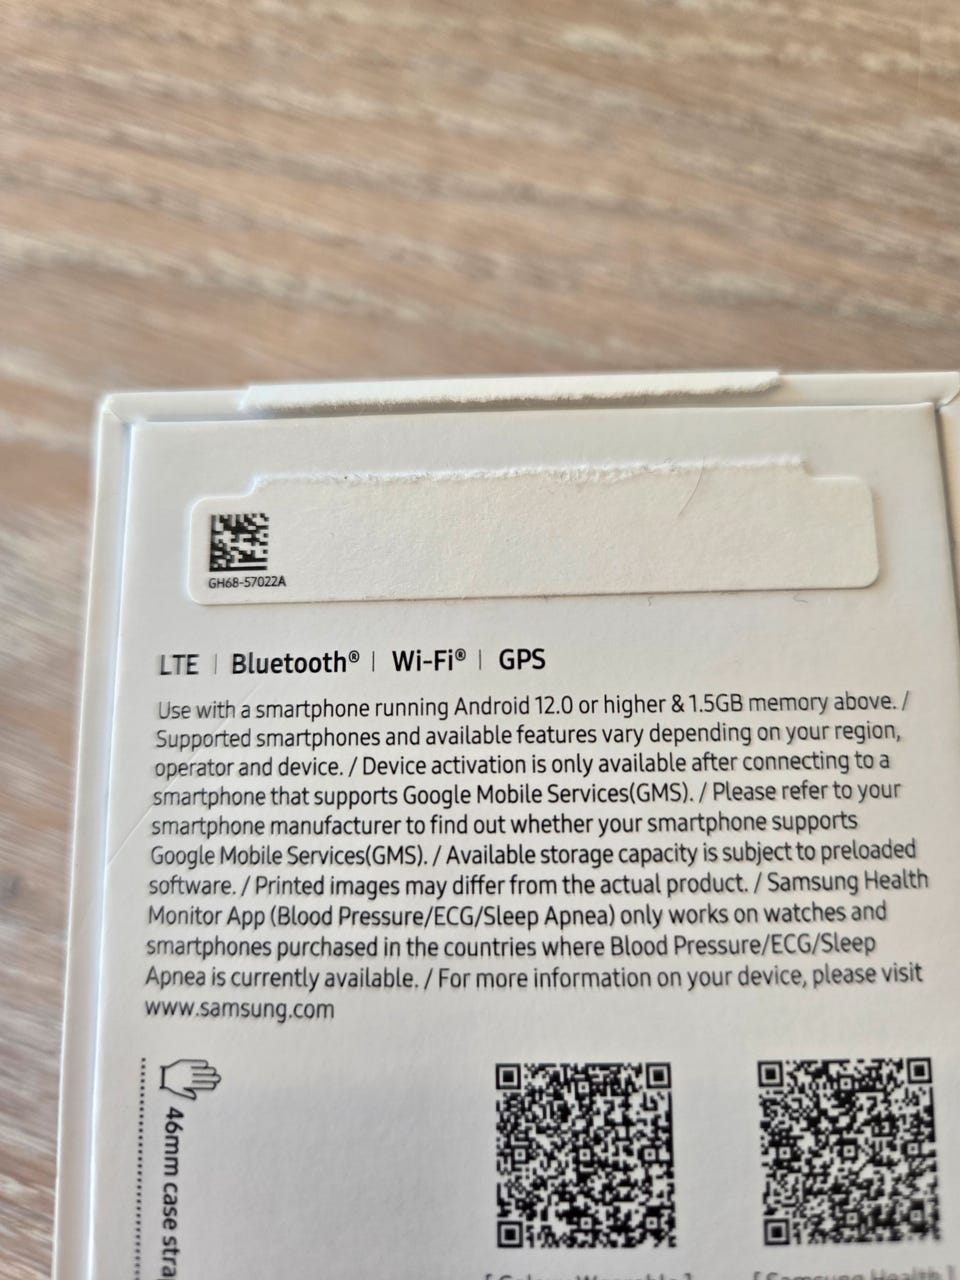 GH68-57022A
LTE | Bluetooth® | Wi-Fi® | GPS
Use with a smartphone running Android 12.0 or higher & 1.5GB memory above. /
Supported smartphones and available features vary depending on your region,
operator and device. / Device activation is only available after connecting to a
smartphone that supports Google Mobile Services(GMS). / Please refer to your
smartphone manufacturer to find out whether your smartphone supports
Google Mobile Services(GMS). / Available storage capacity is subject to preloaded
software. / Printed images may differ from the actual product. / Samsung Health
Monitor App (Blood Pressure/ECG/Sleep Apnea) only works on watches and
smartphones purchased in the countries where Blood Pressure/ECG/Sleep
Apnea is currently available. / For more information on your device, please visit
www.samsung.com
46mm case
[ Galaxy Wearable ] [ Samsung Health ]